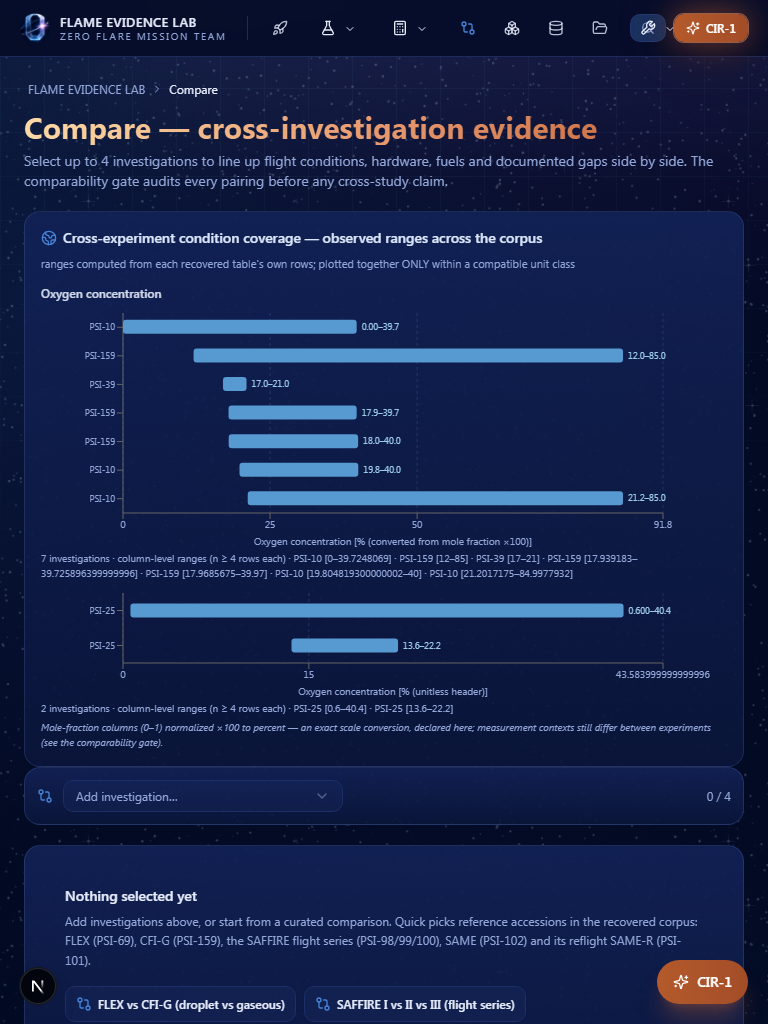 FLAME EVIDENCE LAB
ZERO FLARE MISSION TEAM
CIR-1
FLAME EVIDENCE LAB > Compare
Compare — cross-investigation evidence
Select up to 4 investigations to line up flight conditions, hardware, fuels and documented gaps side by side. The
comparability gate audits every pairing before any cross-study claim.
Cross-experiment condition coverage — observed ranges across the corpus
ranges computed from each recovered table's own rows; plotted together ONLY within a compatible unit class
Oxygen concentration
PSI-10 0.00–39.7
PSI-159 12.0–85.0
PSI-39 17.0–21.0
PSI-159 17.9–39.7
PSI-159 18.0–40.0
PSI-10 19.8–40.0
PSI-10 21.2–85.0
0 25 50 91.8
Oxygen concentration [% (converted from mole fraction ×100)]
7 investigations · column-level ranges (n ≥ 4 rows each) · PSI-10 [0–39.7248069] · PSI-159 [12–85] · PSI-39 [17–21] · PSI-159 [17.939183–
39.725896399999996] · PSI-159 [17.9685675–39.97] · PSI-10 [19.804819300000002–40] · PSI-10 [21.2017175–84.9977932]
PSI-25 0.600–40.4
PSI-25 13.6–22.2
0 15 43.583999999999996
Oxygen concentration [% (unitless header)]
2 investigations · column-level ranges (n ≥ 4 rows each) · PSI-25 [0.6–40.4] · PSI-25 [13.6–22.2]
Mole-fraction columns (0–1) normalized ×100 to percent — an exact scale conversion, declared here; measurement contexts still differ between experiments
(see the comparability gate).
Add investigation...
0 / 4
Nothing selected yet
Add investigations above, or start from a curated comparison. Quick picks reference accessions in the recovered corpus:
FLEX (PSI-69), CFI-G (PSI-159), the SAFFIRE flight series (PSI-98/99/100), SAME (PSI-102) and its reflight SAME-R (PSI-
101).
N
CIR-1
FLEX vs CFI-G (droplet vs gaseous)
SAFFIRE I vs II vs III (flight series)